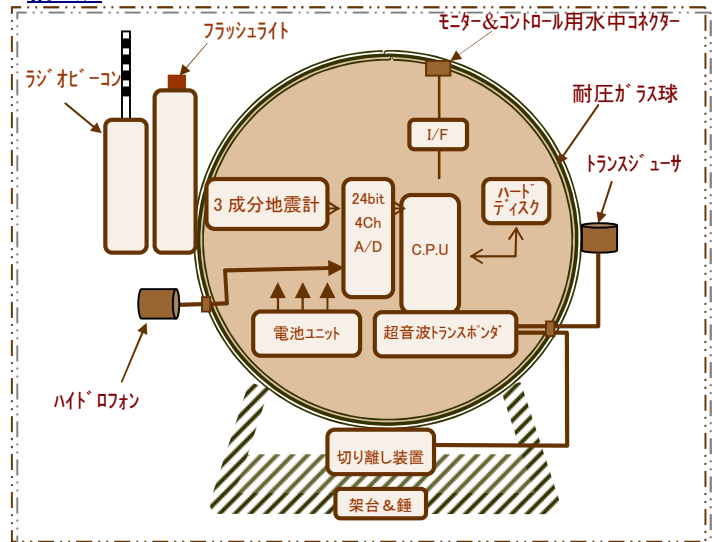 フラッシュライト
モニター&コントロール用水中コネクター
ラジオビーコン
耐圧ガラス球
I/F
トランスジューサ
3成分地震計
24bit
4Ch
A/D
ハード
ディスク
C.P.U
電池ユニット
超音波トランスポンダ
ハイドロフォン
切り離し装置
架台&錘